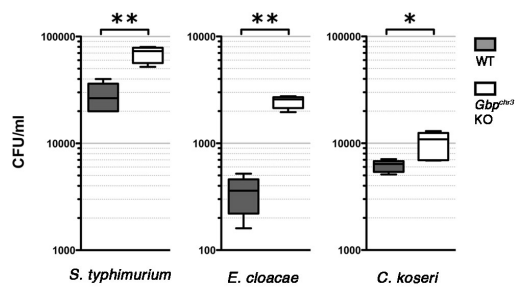 ** ** *
100000 10000 100000
WT
Gbp^chr3
KO
CFU/ml
10000 1000 10000
1000 100 1000
S. typhimurium E. cloacae C. koseri